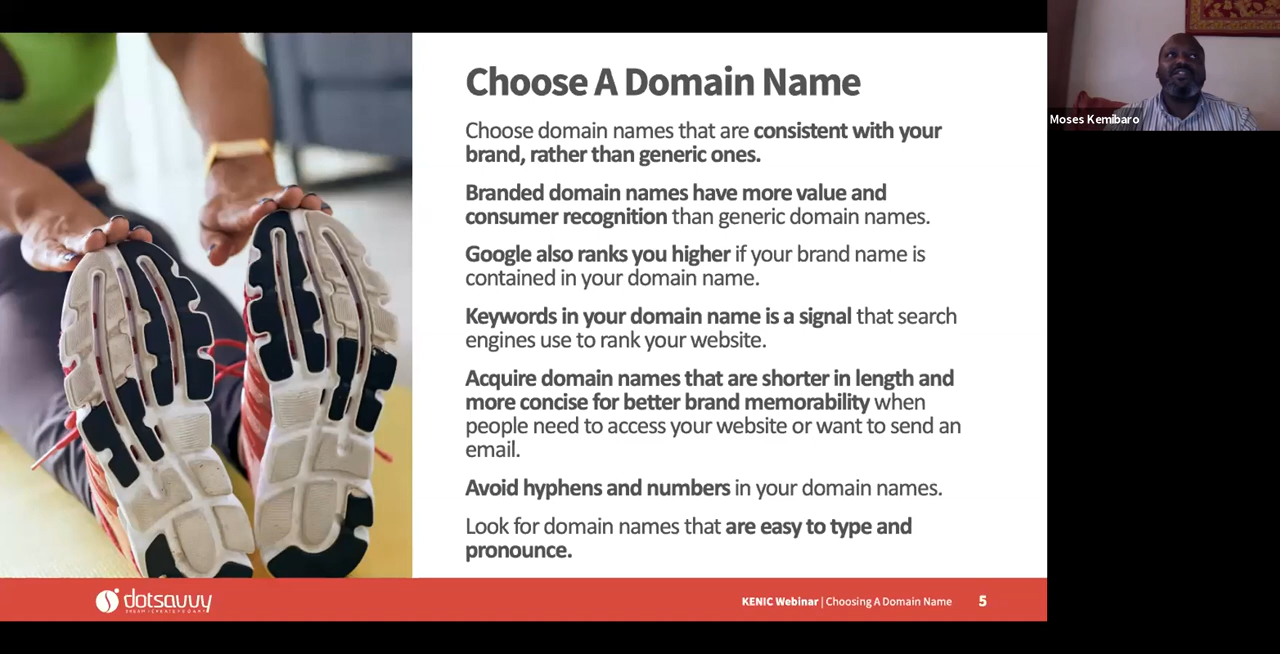 Choose A Domain Name
Choose domain names that are consistent with your
brand, rather than generic ones.
Branded domain names have more value and
consumer recognition than generic domain names.
Google also ranks you higher if your brand name is
contained in your domain name.
Keywords in your domain name is a signal that search
engines use to rank your website.
Acquire domain names that are shorter in length and
more concise for better brand memorability when
people need to access your website or want to send an
email.
Avoid hyphens and numbers in your domain names.
Look for domain names that are easy to type and
pronounce.
Moses Kemibaro
dotsavvy
KENIC Webinar | Choosing A Domain Name 5